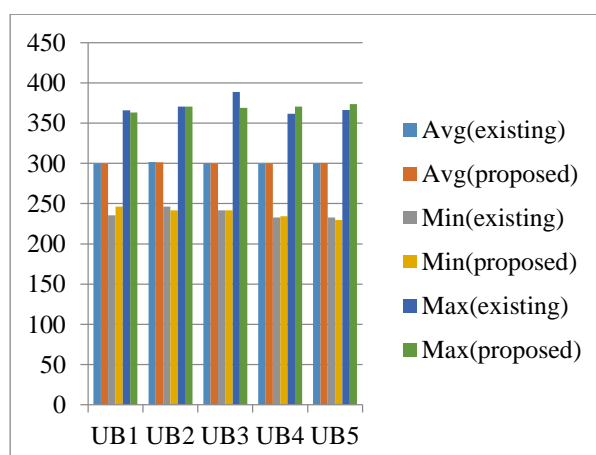 450
400
350
300
250
200
150
100
50
0
UB1 UB2 UB3 UB4 UB5
Avg(existing)
Avg(proposed)
Min(existing)
Min(proposed)
Max(existing)
Max(proposed)